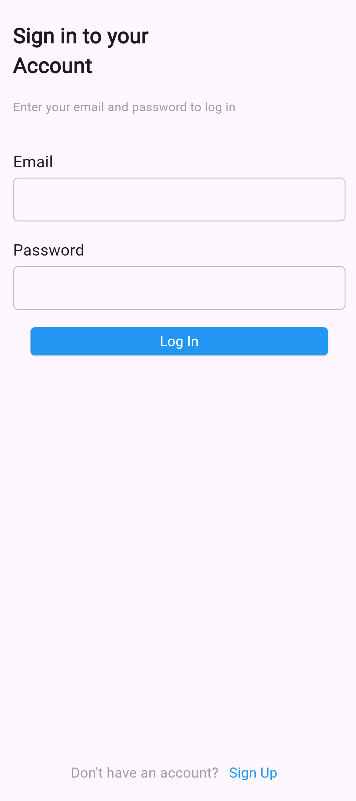 Sign in to your
Account
Enter your email and password to log in
Email
Password
Log In
Don't have an account? Sign Up